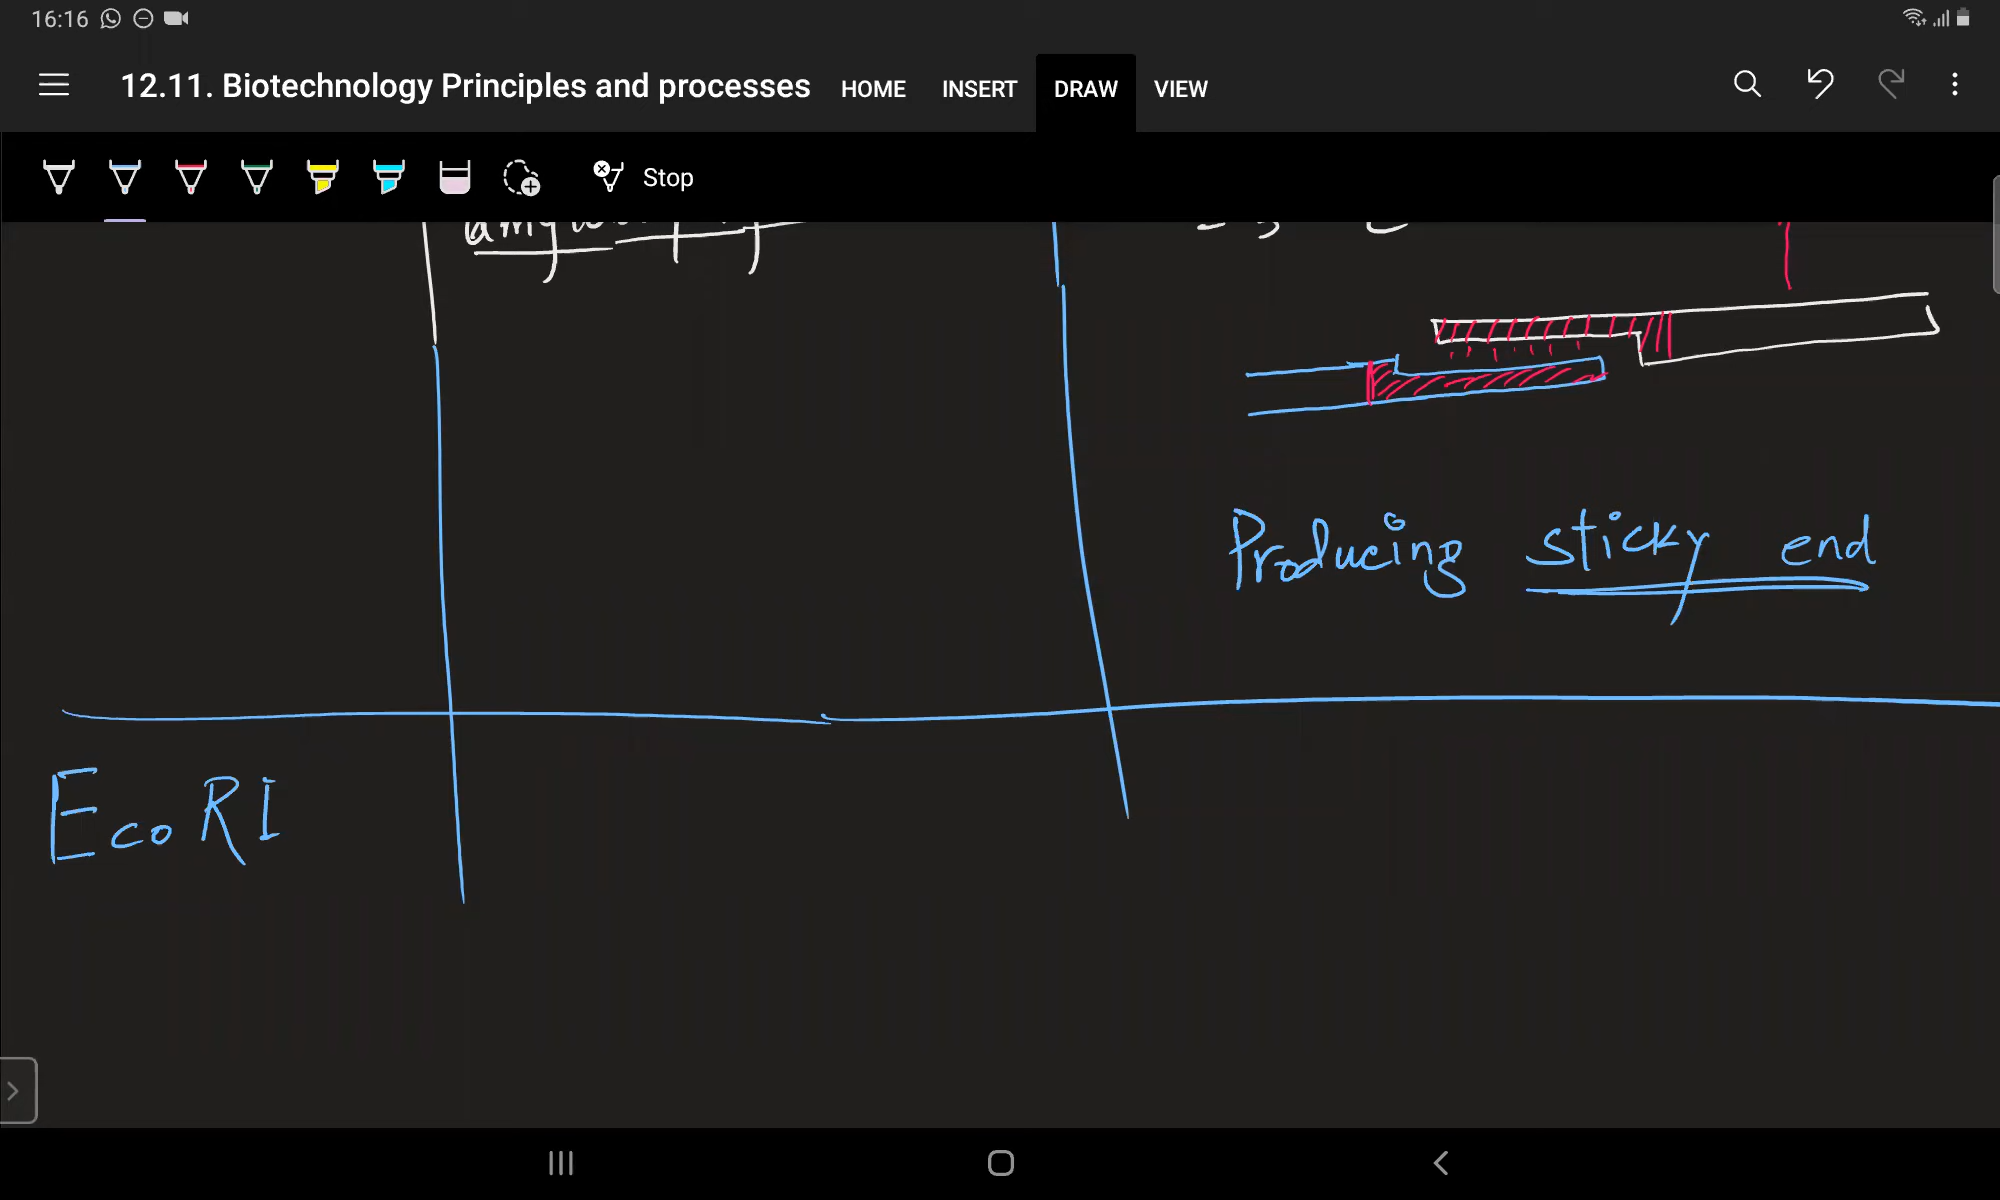 16:16
12.11. Biotechnology Principles and processes HOME INSERT DRAW VIEW
Stop
Producing sticky end
EcoRI